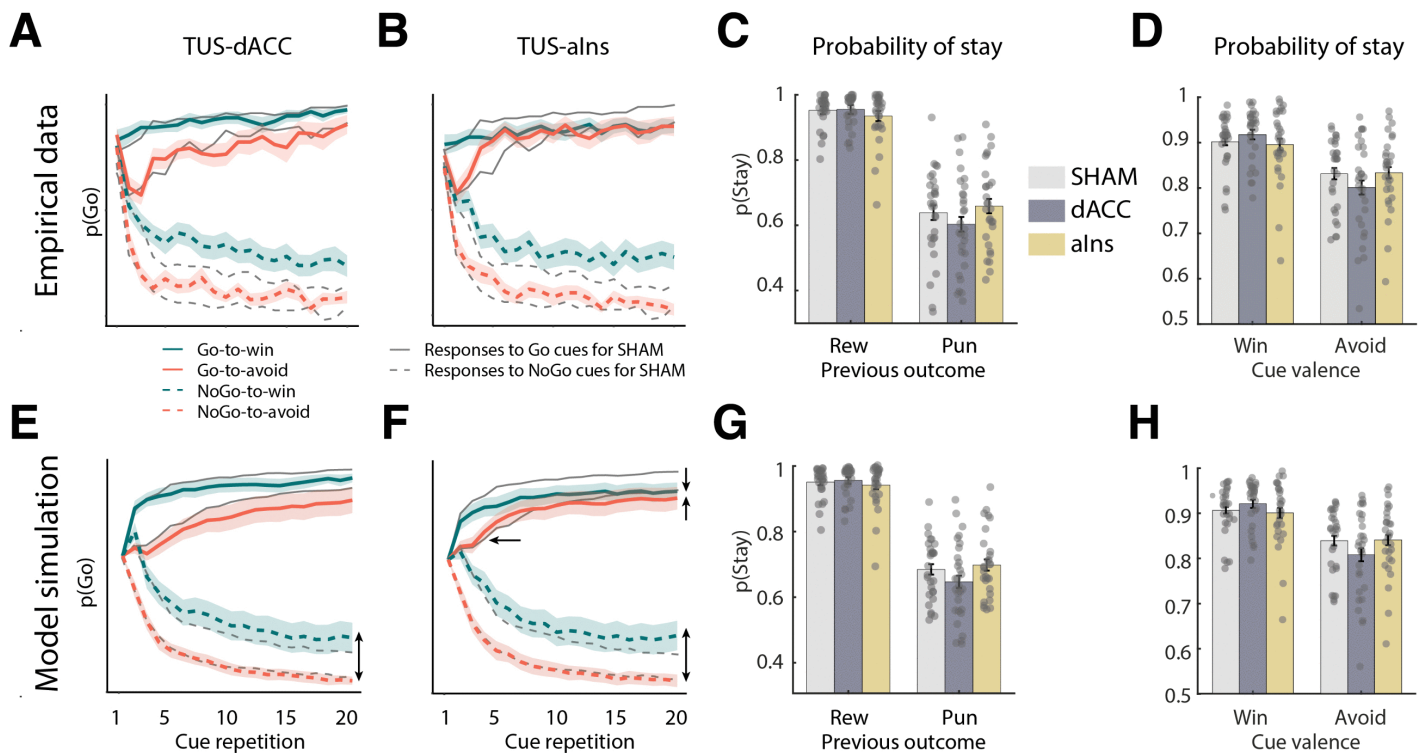 A
TUS-dACC
B
TUS-aIns
C
Probability of stay
D
Probability of stay
Empirical data
p(Go)
p(Stay)
1
0.8
0.6
0.4
Rew
Pun
Previous outcome
SHAM
dACC
aIns
1
0.9
0.8
0.7
0.6
0.5
Win
Avoid
Cue valence
Go-to-win
Go-to-avoid
NoGo-to-win
NoGo-to-avoid
Responses to Go cues for SHAM
Responses to NoGo cues for SHAM
E
F
G
H
Model simulation
p(Go)
1
5
10
15
20
Cue repetition
p(Go)
1
5
10
15
20
Cue repetition
p(Stay)
1
0.8
0.6
0.4
Rew
Pun
Previous outcome
1
0.9
0.8
0.7
0.6
0.5
Win
Avoid
Cue valence